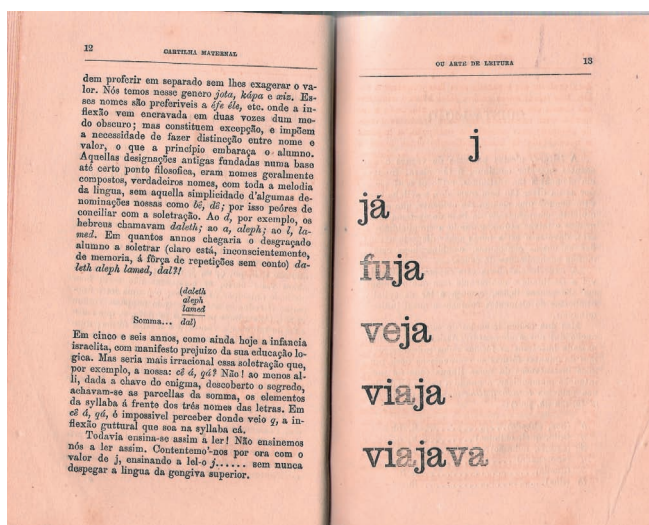 12
CARTILHA MATERNAL
dem proferir em separado sem lhes exagerar o va-
lor. Nós temos nesse genero jota, kápa e xiz. Es-
ses nomes são preferiveis a éfe éle, etc. onde a in-
flexão vem encravada em duas vozes dum mo-
do obscuro; mas constituem excepção, e impõem
a necessidade de fazer distincção entre nome e
valor, o que a princípio embaraça o alumno.
Aquellas designações antigas fundadas numa base
até certo ponto filosofica, eram nomes geralmente
compostos, verdadeiros nomes, com toda a melodia
da lingua, sem aquella simplicidade d'algumas de-
nominações nossas como bê, dê; por isso peóres de
conciliar com a soletração. Ao d, por exemplo, os
hebreus chamavam daleth; ao a, aleph; ao l, la-
med. Em quantos annos chegaria o desgraçado
alumno a soletrar (claro está, inconscientemente,
de memoria, á fôrça de repetições sem conto) da-
leth aleph lamed, dal?!
(daleth
aleph
lamed
Somma... dal)
Em cinco e seis annos, como ainda hoje a infancia
israelita, com manifesto prejuizo da sua educação lo-
gica. Mas seria mais irracional essa soletração que,
por exemplo, a nossa: cê á, qá? Não! ao menos al-
li, dada a chave do enigma, descoberto o segredo,
achavam-se as parcellas da somma, os elementos
da syllaba á frente dos três nomes das letras. Em
cê á, qá, é impossivel perceber donde veio q, a in-
flexão guttural que soa na syllaba cá.
Todavia ensina-se assim a ler! Não ensinemos
nós a ler assim. Contentemo'-nos por ora com o
valor de j, ensinando a lel-o j...... sem nunca
despegar a lingua da gengiva superior.
OU ARTE DE LEITURA
13
j
já
fuja
veja
viaja
viajava